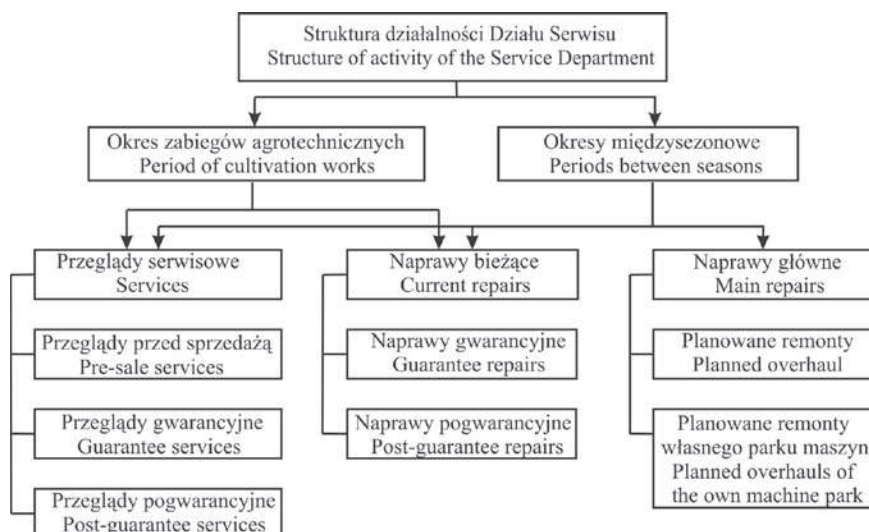 Struktura działalności Działu Serwisu
Structure of activity of the Service Department
Okres zabiegów agrotechnicznych
Period of cultivation works
Okresy międzysezonowe
Periods between seasons
Przeglądy serwisowe
Services
Naprawy bieżące
Current repairs
Naprawy główne
Main repairs
Przeglądy przed sprzedażą
Pre-sale services
Naprawy gwarancyjne
Guarantee repairs
Planowane remonty
Planned overhaul
Przeglądy gwarancyjne
Guarantee services
Naprawy pogwarancyjne
Post-guarantee repairs
Planowane remonty
własnego parku maszyn
Planned overhauls of
the own machine park
Przeglądy pogwarancyjne
Post-guarantee services